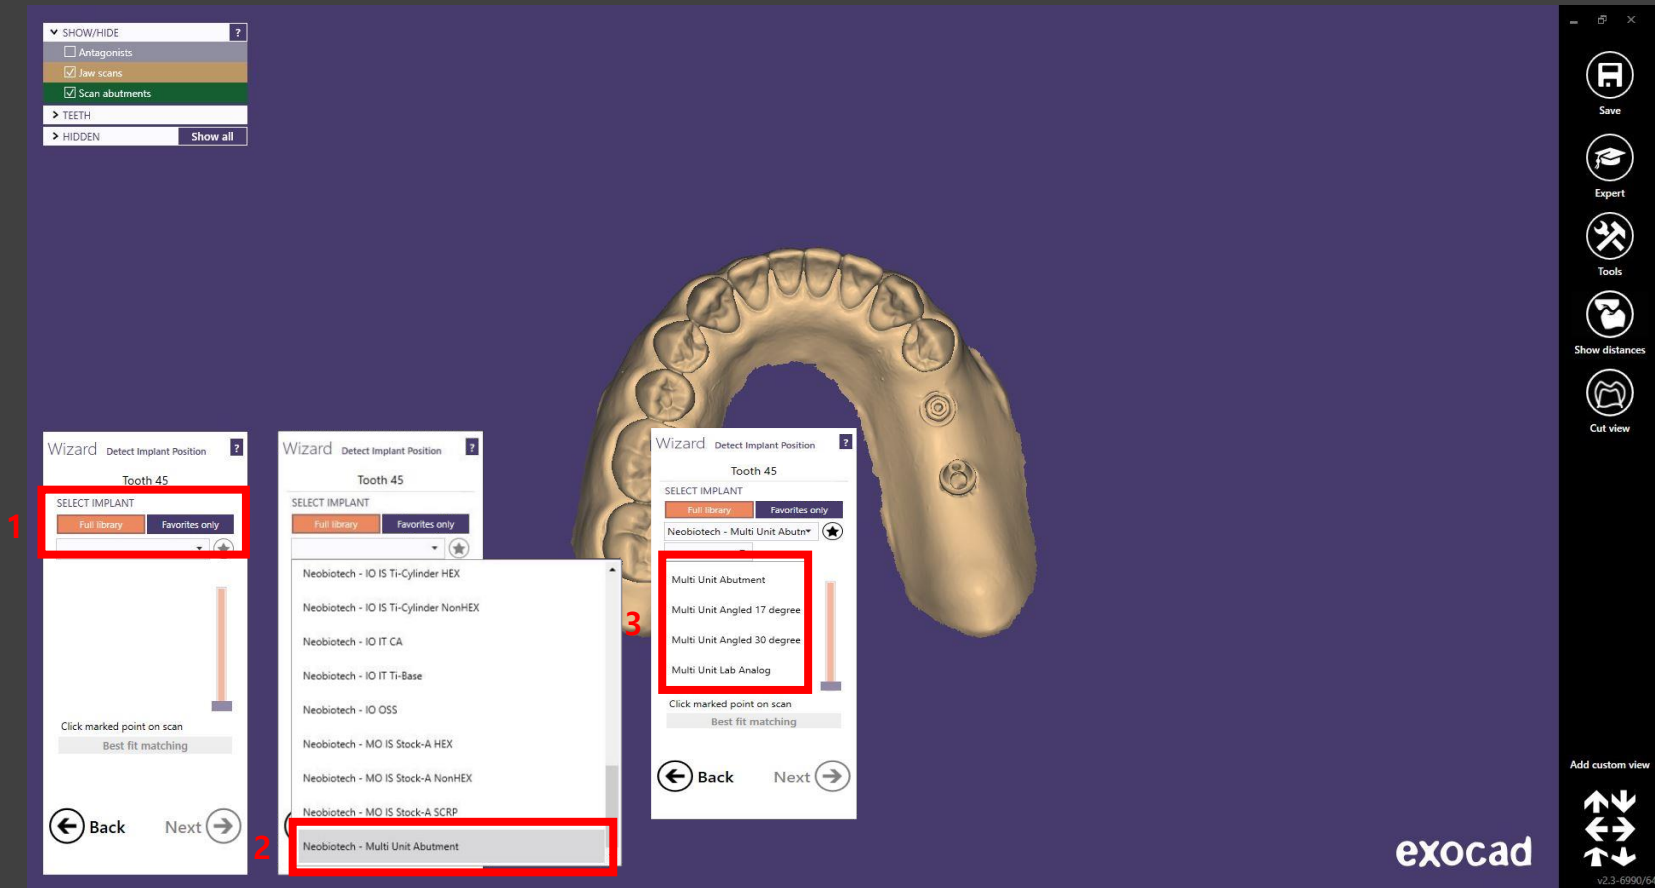 SHOW/HIDE ?
Antagonists
Jaw scans
Scan abutments
TEETH
HIDDEN Show all
Save
Expert
Tools
Show distances
Cut view
1
Wizard Detect Implant Position ?
Tooth 45
SELECT IMPLANT
Full library Favorites only
Click marked point on scan
Best fit matching
Back Next
2
Wizard Detect Implant Position ?
Tooth 45
SELECT IMPLANT
Full library Favorites only
Neobiotech - IO IS Ti-Cylinder HEX
Neobiotech - IO IS Ti-Cylinder NonHEX
Neobiotech - IO IT CA
Neobiotech - IO IT Ti-Base
Neobiotech - IO OSS
Neobiotech - MO IS Stock-A HEX
Neobiotech - MO IS Stock-A NonHEX
Neobiotech - MO IS Stock-A SCRP
Neobiotech - Multi Unit Abutment
3
Wizard Detect Implant Position ?
Tooth 45
SELECT IMPLANT
Full library Favorites only
Neobiotech - Multi Unit Abutn
Multi Unit Abutment
Multi Unit Angled 17 degree
Multi Unit Angled 30 degree
Multi Unit Lab Analog
Click marked point on scan
Best fit matching
Back Next
Add custom view
exocad
v2.3-6990/64